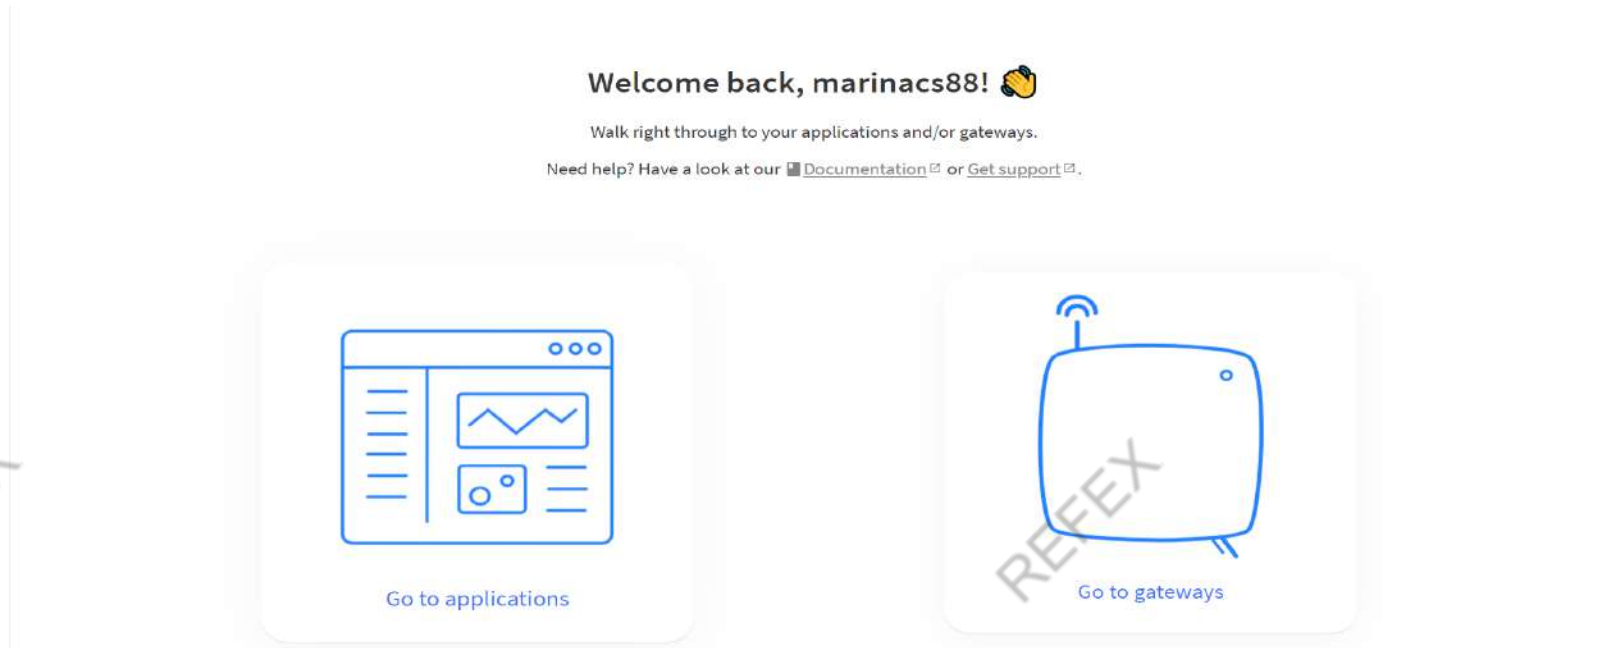 Welcome back, marinacs88! 👋
Walk right through to your applications and/or gateways.
Need help? Have a look at our Documentation or Get support.
Go to applications
Go to gateways
REFEX